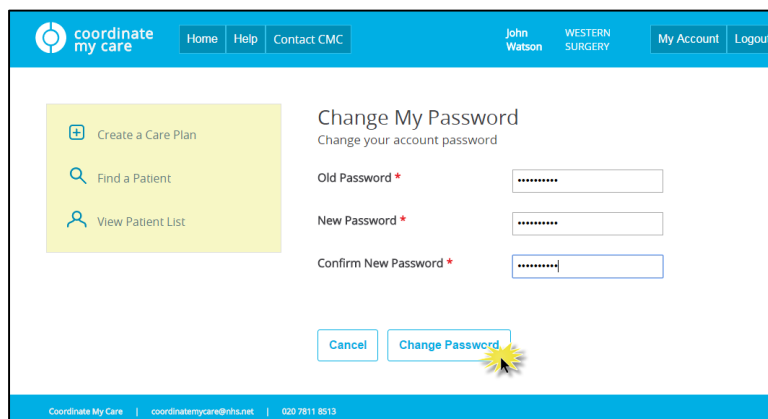 coordinate
my care
Home Help Contact CMC
John
Watson
WESTERN
SURGERY
My Account Logout
Create a Care Plan
Find a Patient
View Patient List
Change My Password
Change your account password
Old Password *
••••••••••
New Password *
••••••••••
Confirm New Password *
••••••••••
Cancel Change Password
Coordinate My Care | coordinatemycare@nhs.net | 020 7811 8513